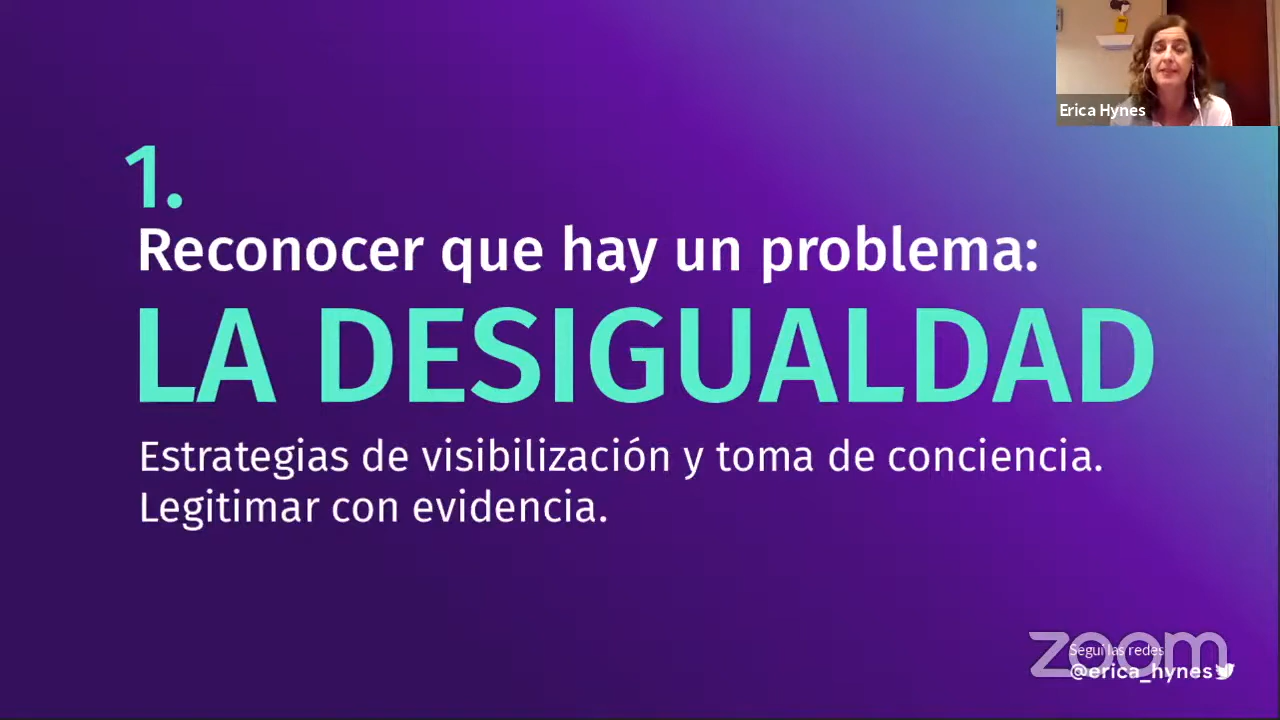 Erica Hynes
1.
Reconocer que hay un problema:
LA DESIGUALDAD
Estrategias de visibilización y toma de conciencia.
Legitimar con evidencia.
zoom
Seguí las redes
@erica_hynes